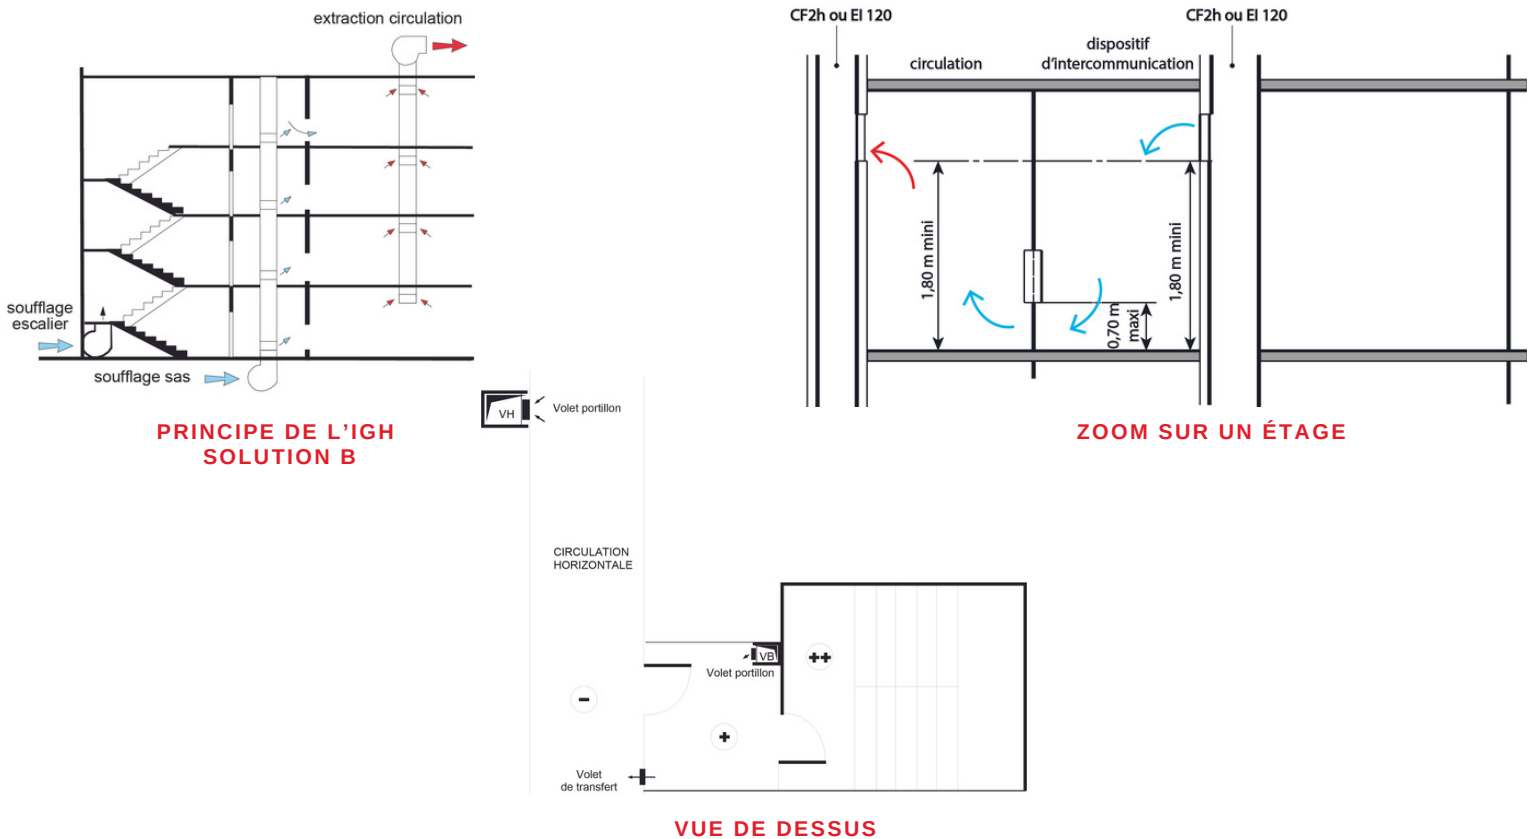 extraction circulation
soufflage
escalier
soufflage sas
PRINCIPE DE L’IGH
SOLUTION B
CF2h ou EI 120
CF2h ou EI 120
circulation
dispositif
d’intercommunication
1,80 m mini
0,70 m
maxi
1,80 m mini
ZOOM SUR UN ÉTAGE
VH
Volet portillon
CIRCULATION
HORIZONTALE
VB
Volet portillon
++
-
+
Volet
de transfert
VUE DE DESSUS